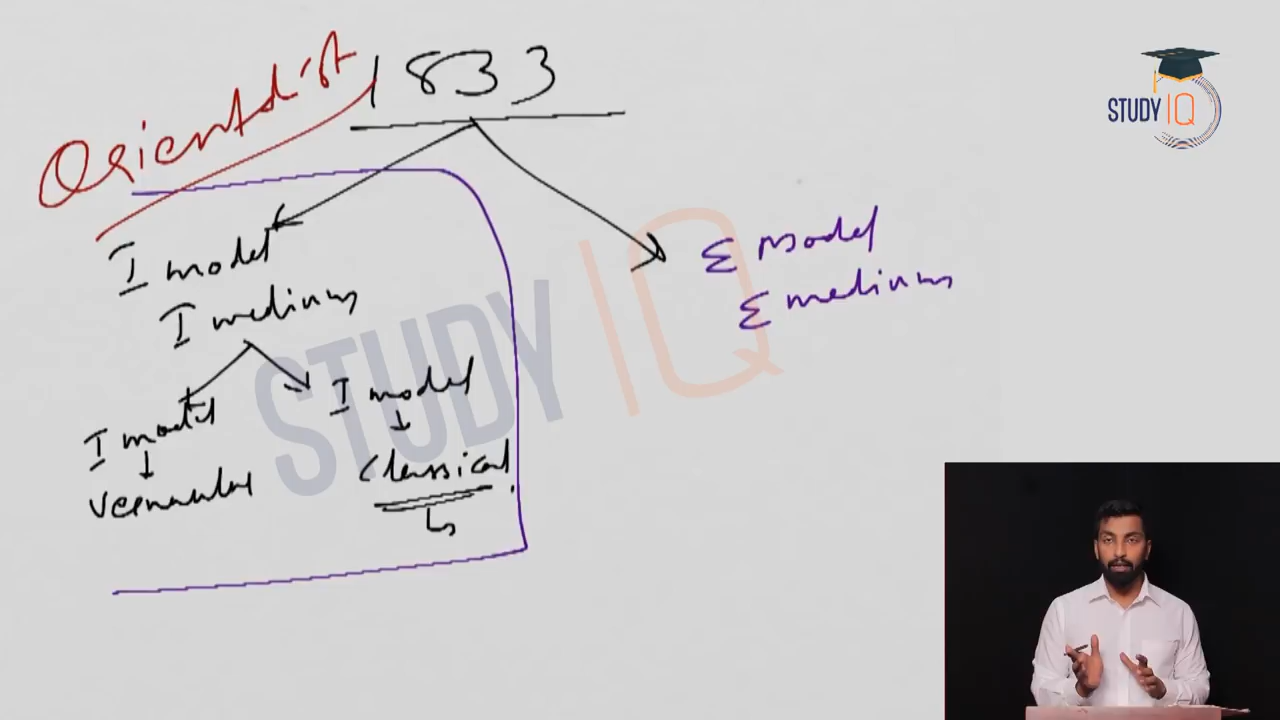 Orientalist
1833
I model
I medium
I model
Vernacular
I model
Classical
E model
E medium
STUDY IQ
STUDY IQ